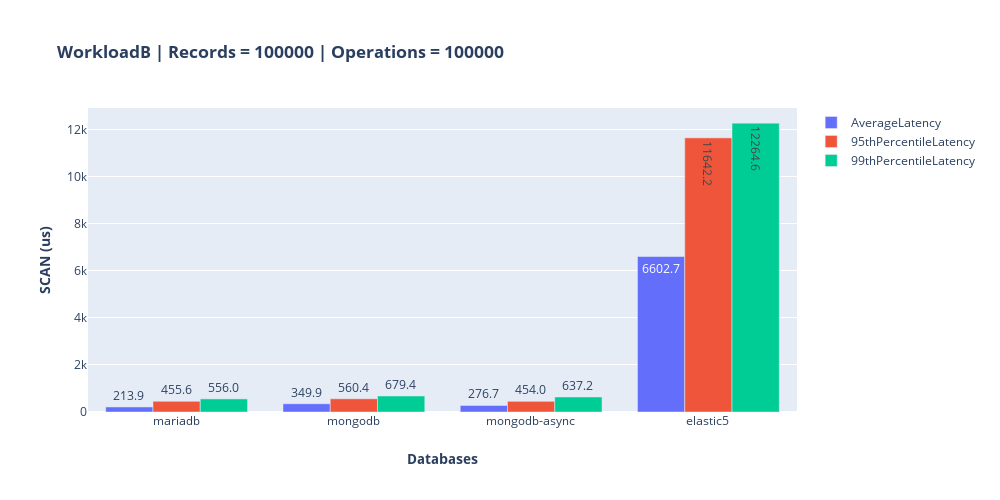 WorkloadB | Records = 100000 | Operations = 100000
AverageLatency
95thPercentileLatency
99thPercentileLatency
SCAN (us)
12k
10k
8k
6k
4k
2k
0
213.9
455.6
556.0
349.9
560.4
679.4
276.7
454.0
637.2
6602.7
11642.2
12264.6
mariadb
mongodb
mongodb-async
elastic5
Databases